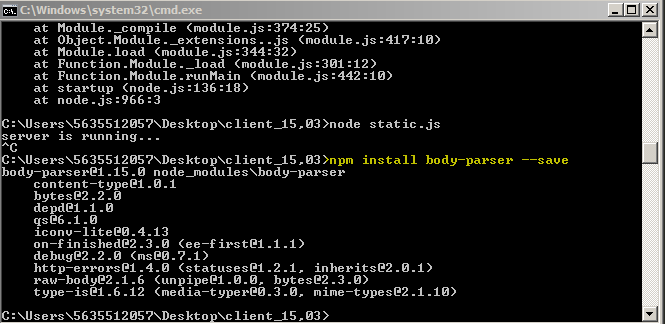 C:\Windows\system32\cmd.exe
at Module._compile (module.js:374:25)
at Object.Module._extensions..js (module.js:417:10)
at Module.load (module.js:344:32)
at Function.Module._load (module.js:301:12)
at Function.Module.runMain (module.js:442:10)
at startup (node.js:136:18)
at node.js:966:3
C:\Users\5635512057\Desktop\client_15,03>node static.js
server is running...
^C
C:\Users\5635512057\Desktop\client_15,03>npm install body-parser --save
body-parser@1.15.0 node_modules\body-parser
content-type@1.0.1
bytes@2.2.0
depd@1.1.0
qs@6.1.0
iconv-lite@0.4.13
on-finished@2.3.0 (ee-first@1.1.1)
debug@2.2.0 (ms@0.7.1)
http-errors@1.4.0 (statuses@1.2.1, inherits@2.0.1)
raw-body@2.1.6 (unpipe@1.0.0, bytes@2.3.0)
type-is@1.6.12 (media-typer@0.3.0, mime-types@2.1.10)
C:\Users\5635512057\Desktop\client_15,03>